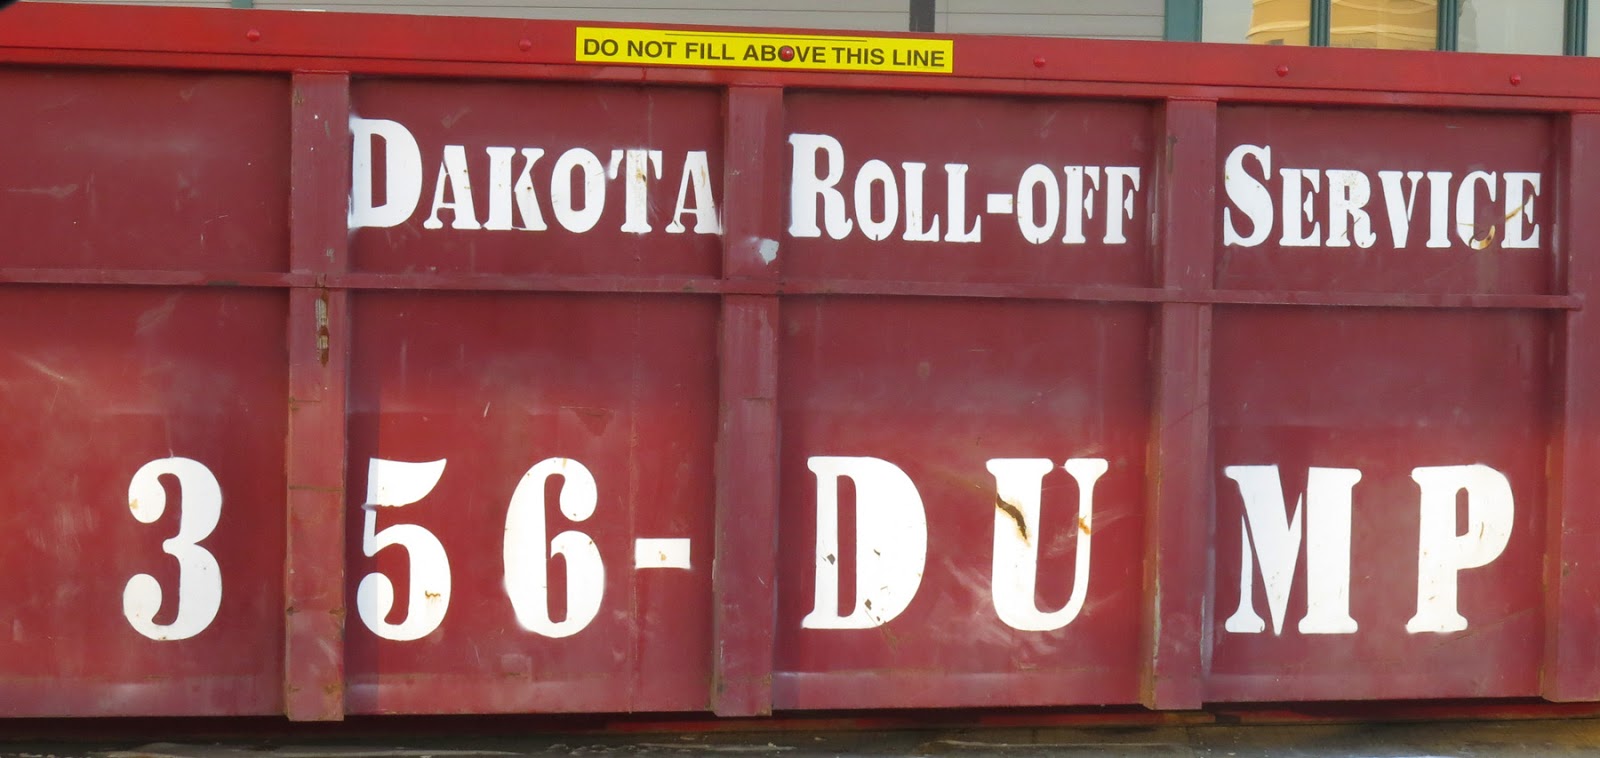 DO NOT FILL ABOVE THIS LINE
DAKOTA ROLL-OFF SERVICE
356-DUMP